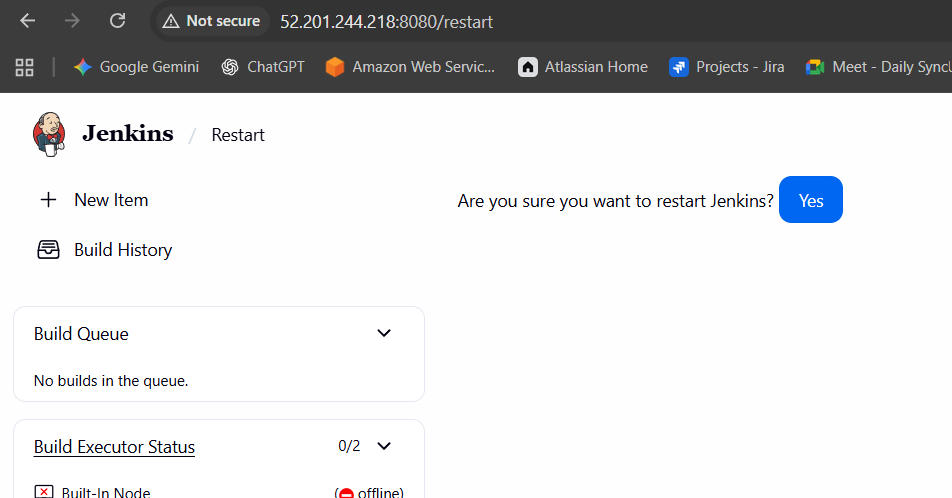 Not secure 52.201.244.218:8080/restart
Google Gemini ChatGPT Amazon Web Servic... Atlassian Home Projects - Jira Meet - Daily Sync
Jenkins / Restart
New Item
Are you sure you want to restart Jenkins? Yes
Build History
Build Queue
No builds in the queue.
Build Executor Status 0/2
Built-In Node (offline)